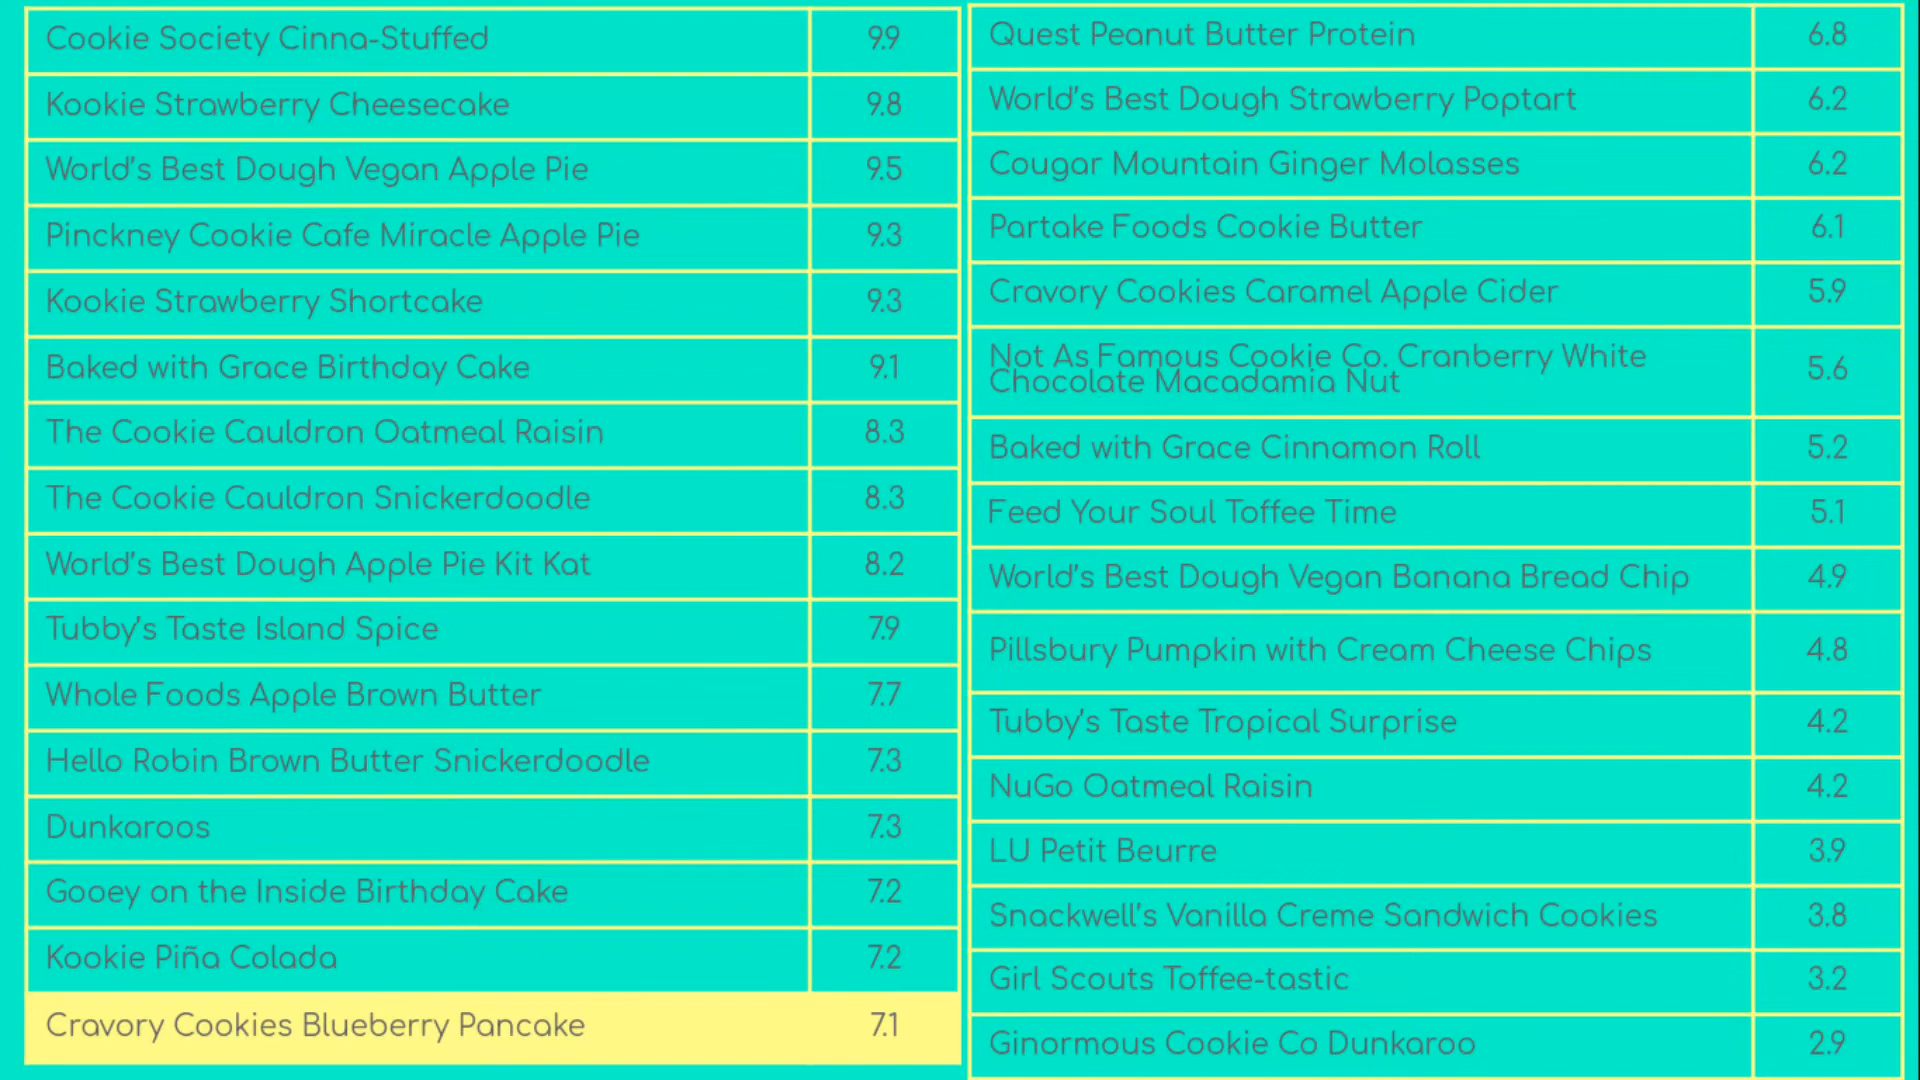 Cookie Society Cinna-Stuffed 9.9
Kookie Strawberry Cheesecake 9.8
World's Best Dough Vegan Apple Pie 9.5
Pinckney Cookie Cafe Miracle Apple Pie 9.3
Kookie Strawberry Shortcake 9.3
Baked with Grace Birthday Cake 9.1
The Cookie Cauldron Oatmeal Raisin 8.3
The Cookie Cauldron Snickerdoodle 8.3
World's Best Dough Apple Pie Kit Kat 8.2
Tubby's Taste Island Spice 7.9
Whole Foods Apple Brown Butter 7.7
Hello Robin Brown Butter Snickerdoodle 7.3
Dunkaroos 7.3
Gooey on the Inside Birthday Cake 7.2
Kookie Piña Colada 7.2
Cravory Cookies Blueberry Pancake 7.1
Quest Peanut Butter Protein 6.8
World's Best Dough Strawberry Poptart 6.2
Cougar Mountain Ginger Molasses 6.2
Partake Foods Cookie Butter 6.1
Cravory Cookies Caramel Apple Cider 5.9
Not As Famous Cookie Co. Cranberry White
Chocolate Macadamia Nut 5.6
Baked with Grace Cinnamon Roll 5.2
Feed Your Soul Toffee Time 5.1
World's Best Dough Vegan Banana Bread Chip 4.9
Pillsbury Pumpkin with Cream Cheese Chips 4.8
Tubby's Taste Tropical Surprise 4.2
NuGo Oatmeal Raisin 4.2
LU Petit Beurre 3.9
Snackwell's Vanilla Creme Sandwich Cookies 3.8
Girl Scouts Toffee-tastic 3.2
Ginormous Cookie Co Dunkaroo 2.9